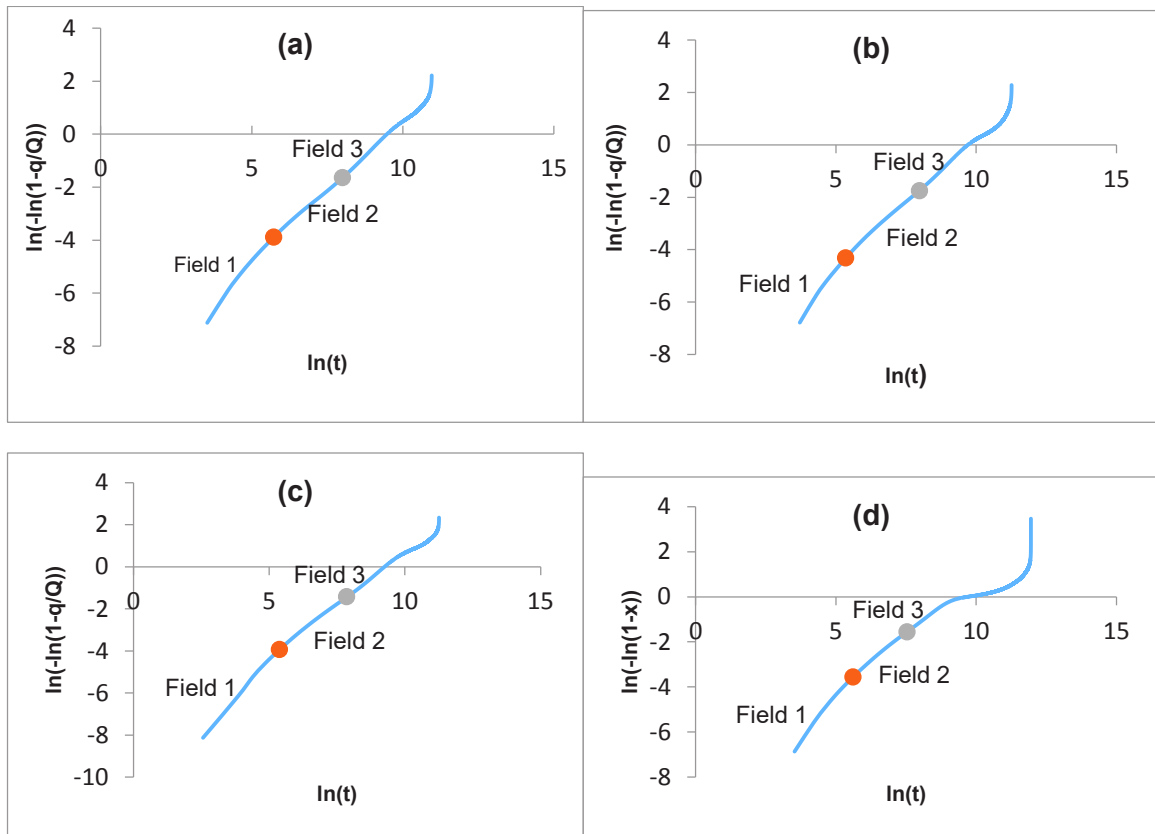 (a)
4
2
0
-2
-4
-6
-8
0
5
10
15
Field 3
Field 2
Field 1
ln(-ln(1-q/Q))
ln(t)
(b)
4
2
0
-2
-4
-6
-8
0
5
10
15
Field 3
Field 2
Field 1
ln(-ln(1-q/Q))
ln(t)
(c)
4
2
0
-2
-4
-6
-8
-10
0
5
10
15
Field 3
Field 2
Field 1
ln(-ln(1-q/Q))
ln(t)
(d)
4
2
0
-2
-4
-6
-8
0
5
10
15
Field 3
Field 2
Field 1
ln(-ln(1-x))
ln(t)